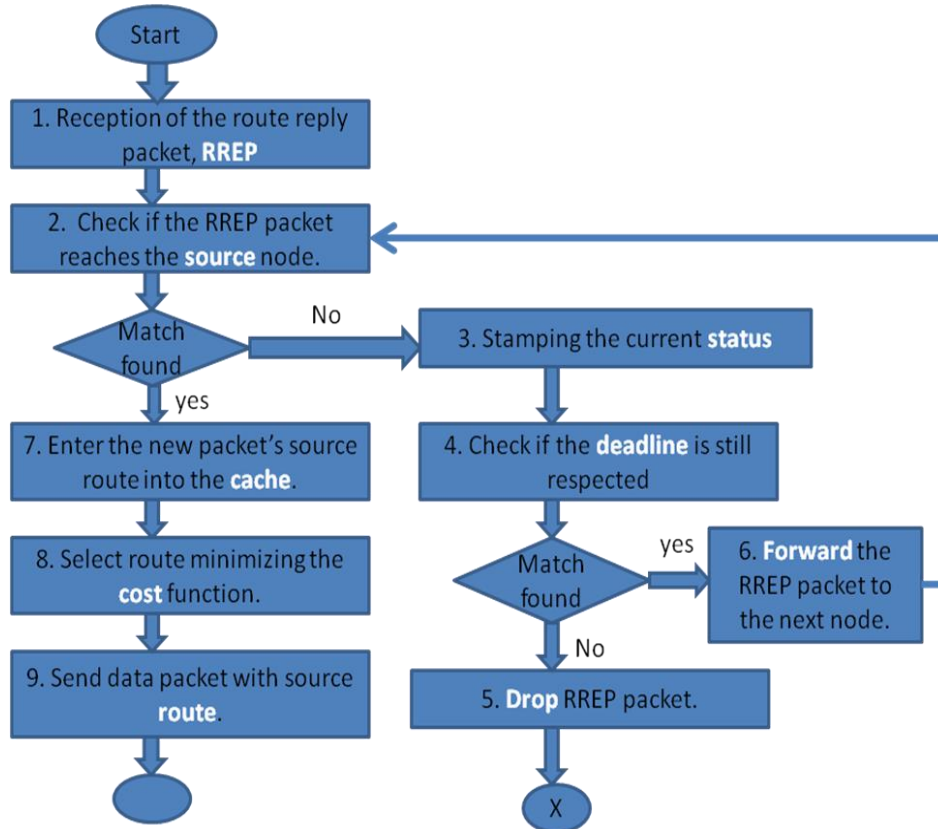 Start
1. Reception of the route reply
packet, RREP
2. Check if the RREP packet
reaches the source node.
Match
found
No
yes
3. Stamping the current status
4. Check if the deadline is still
respected
Match
found
yes
No
6. Forward the
RREP packet to
the next node.
5. Drop RREP packet.
X
7. Enter the new packet's source
route into the cache.
8. Select route minimizing the
cost function.
9. Send data packet with source
route.